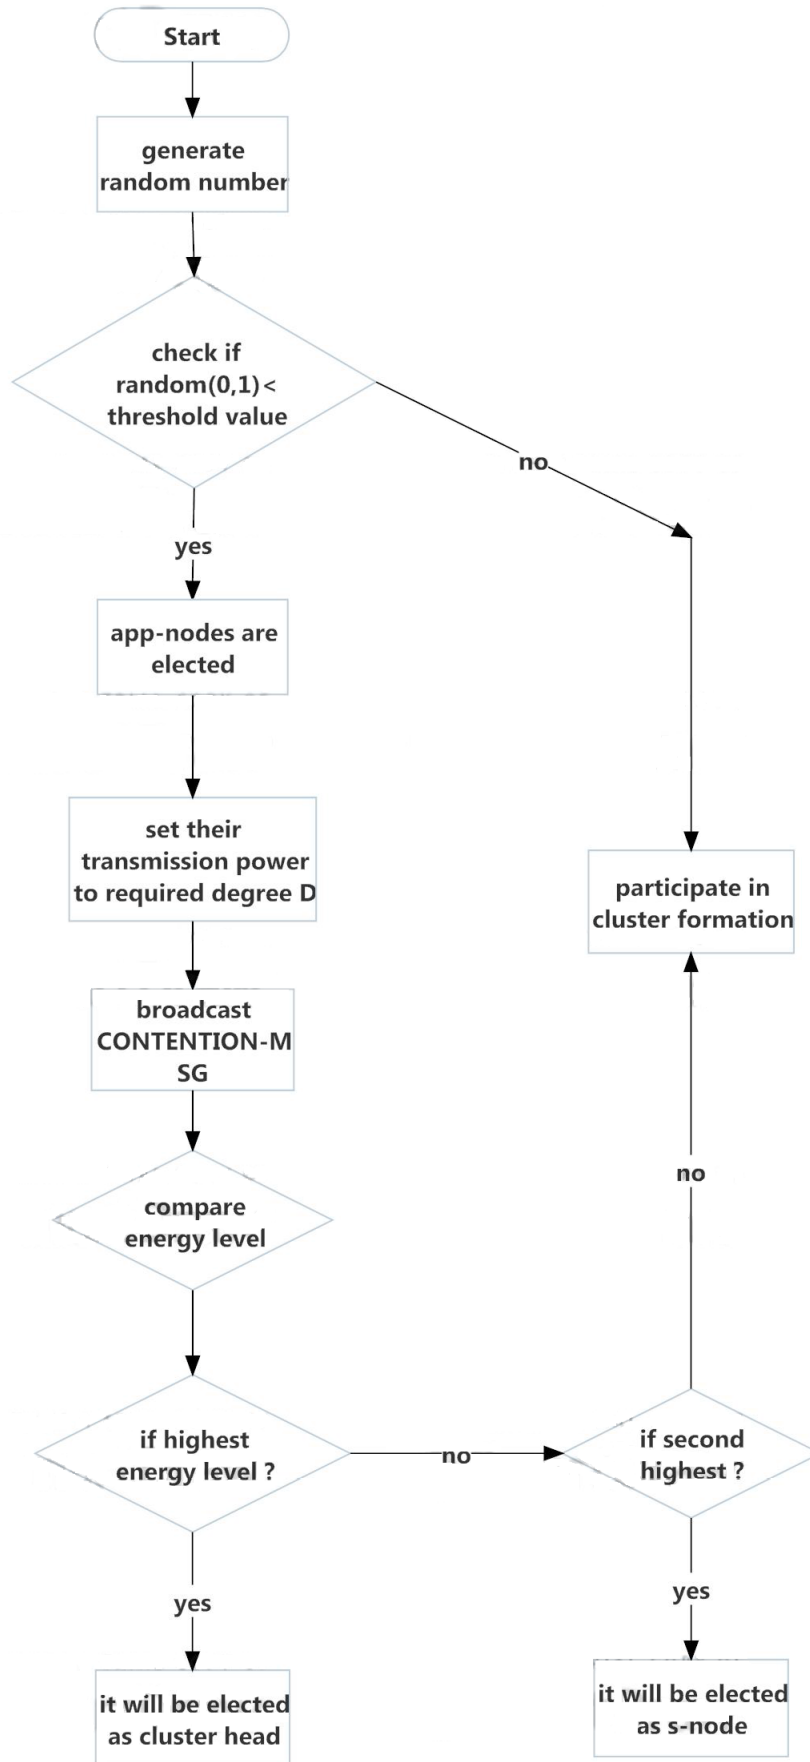 Start
generate
random number
check if
random(0,1)<
threshold value
no
yes
app-nodes are
elected
set their
transmission power
to required degree D
participate in
cluster formation
broadcast
CONTENTION-M
SG
no
compare
energy level
if highest
energy level ?
no
if second
highest ?
yes
yes
it will be elected
as cluster head
it will be elected
as s-node